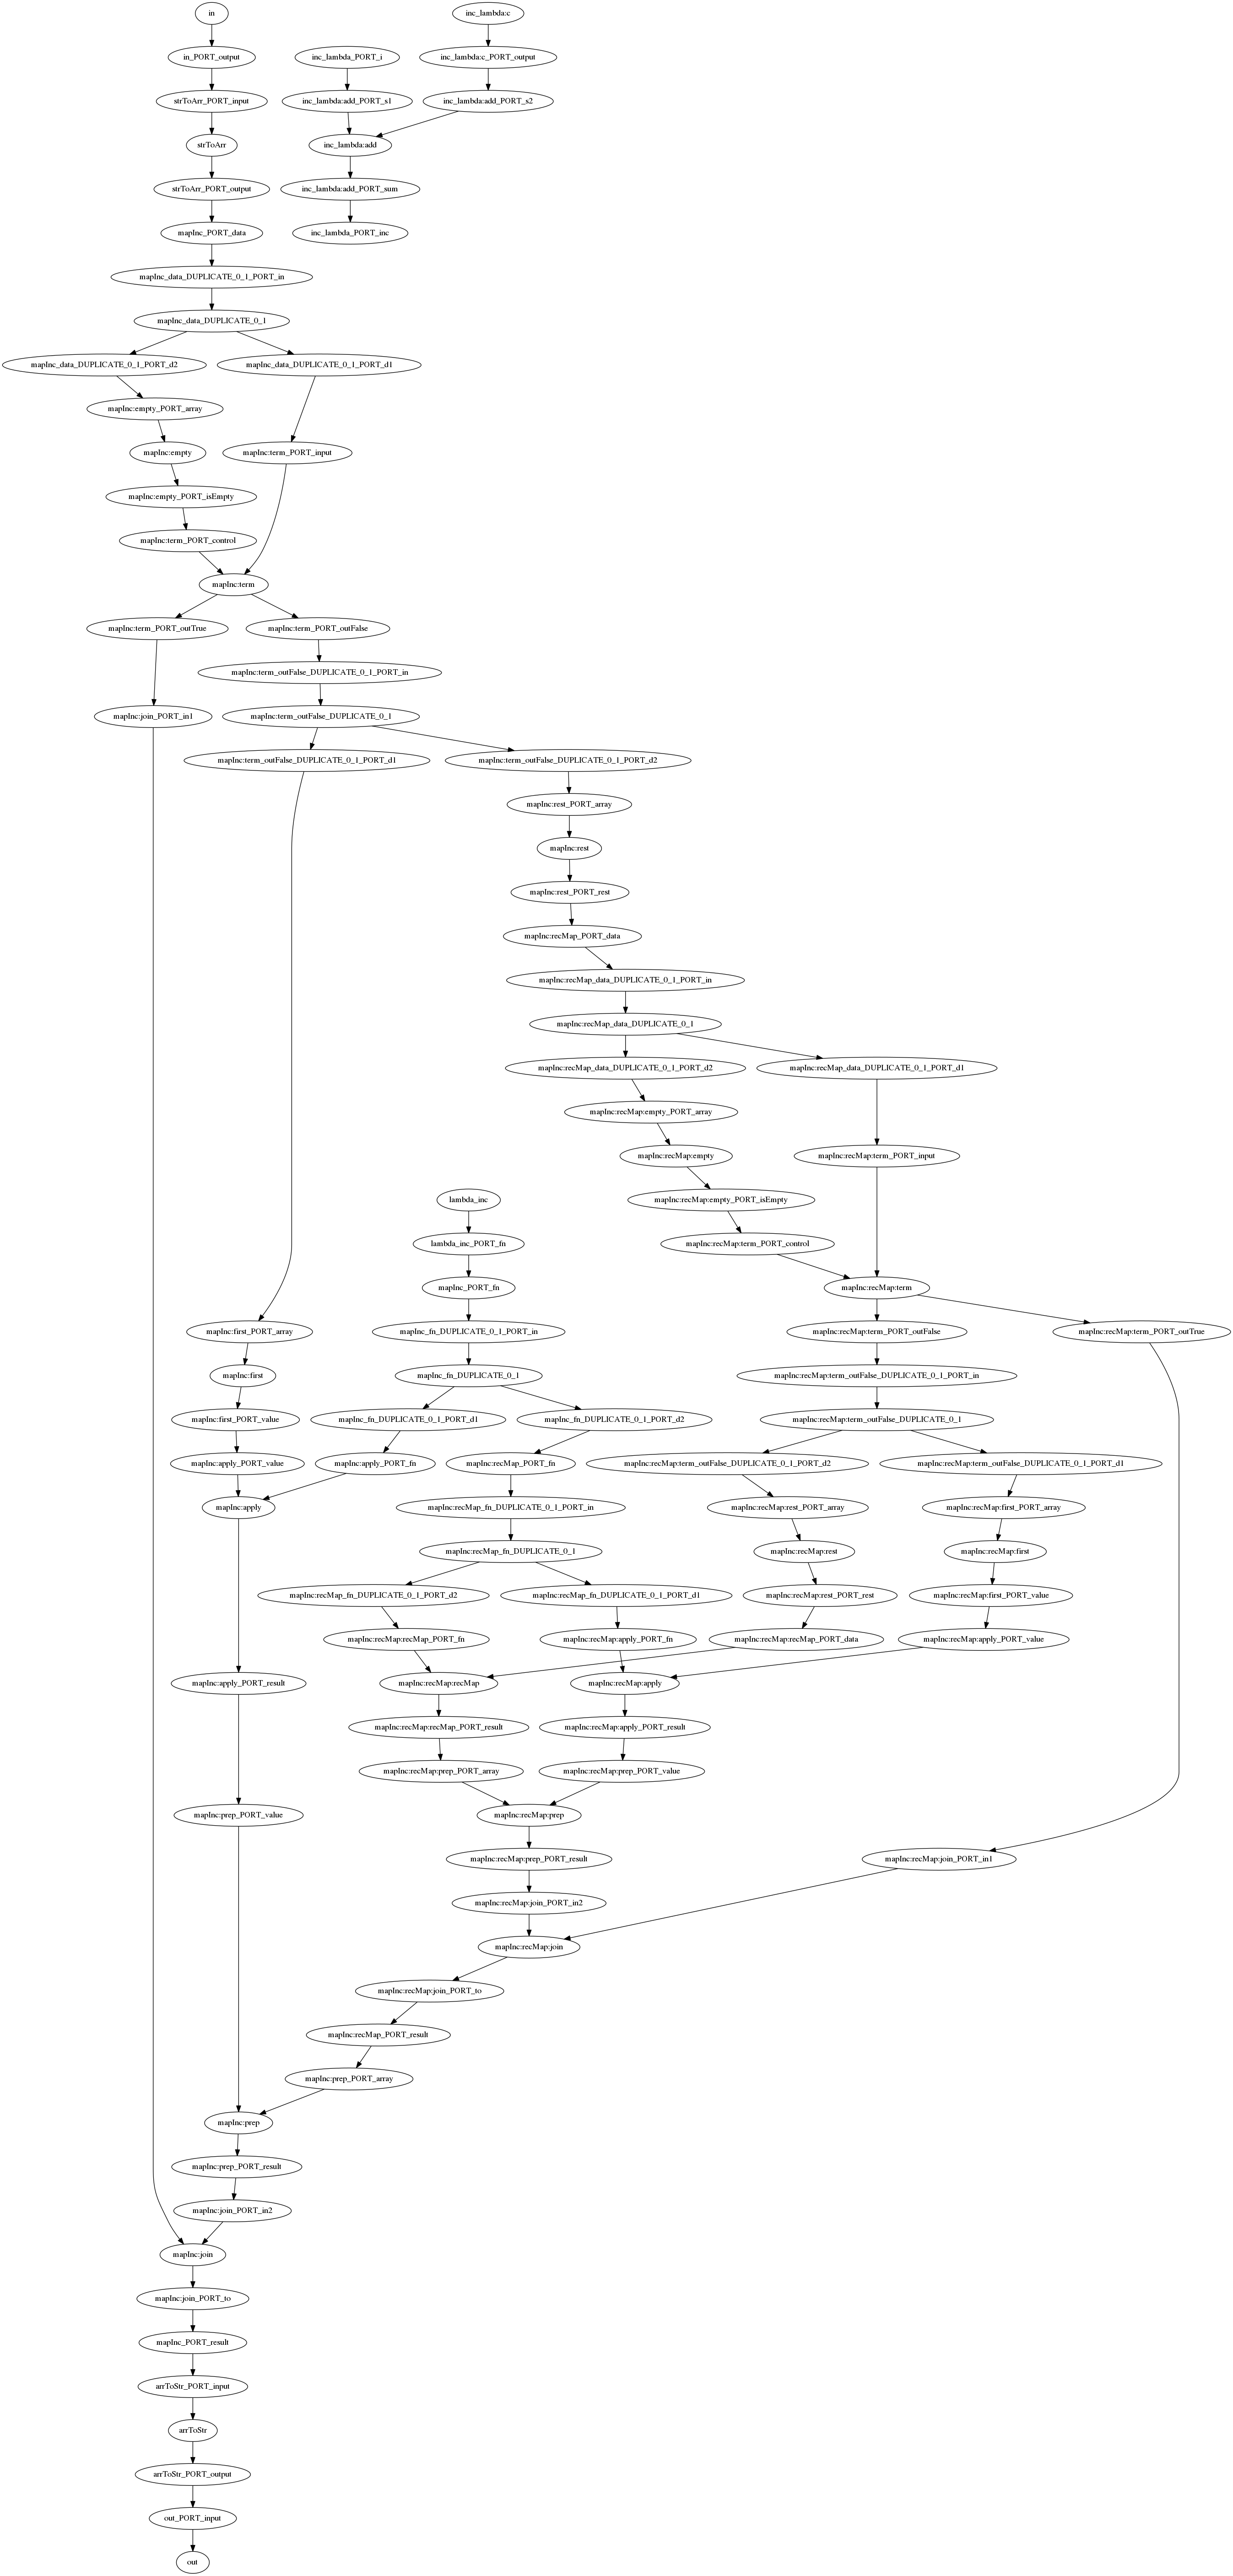 in
inc_lambda:c
in_PORT_output
inc_lambda_PORT_i
inc_lambda:c_PORT_output
strToArr_PORT_input
inc_lambda:add_PORT_s1
inc_lambda:add_PORT_s2
strToArr
inc_lambda:add
strToArr_PORT_output
inc_lambda:add_PORT_sum
mapInc_PORT_data
inc_lambda_PORT_inc
mapInc_data_DUPLICATE_0_1_PORT_in
mapInc_data_DUPLICATE_0_1
mapInc_data_DUPLICATE_0_1_PORT_d2
mapInc_data_DUPLICATE_0_1_PORT_d1
mapInc:empty_PORT_array
mapInc:empty
mapInc:term_PORT_input
mapInc:empty_PORT_isEmpty
mapInc:term_PORT_control
mapInc:term
mapInc:term_PORT_outTrue
mapInc:term_PORT_outFalse
mapInc:term_outFalse_DUPLICATE_0_1_PORT_in
mapInc:join_PORT_in1
mapInc:term_outFalse_DUPLICATE_0_1
mapInc:term_outFalse_DUPLICATE_0_1_PORT_d1
mapInc:term_outFalse_DUPLICATE_0_1_PORT_d2
mapInc:rest_PORT_array
mapInc:rest
mapInc:rest_PORT_rest
mapInc:recMap_PORT_data
mapInc:recMap_data_DUPLICATE_0_1_PORT_in
mapInc:recMap_data_DUPLICATE_0_1
mapInc:recMap_data_DUPLICATE_0_1_PORT_d2
mapInc:recMap_data_DUPLICATE_0_1_PORT_d1
mapInc:recMap:empty_PORT_array
mapInc:recMap:empty
mapInc:recMap:term_PORT_input
lambda_inc
mapInc:recMap:empty_PORT_isEmpty
lambda_inc_PORT_fn
mapInc:recMap:term_PORT_control
mapInc_PORT_fn
mapInc:recMap:term
mapInc:first_PORT_array
mapInc_fn_DUPLICATE_0_1_PORT_in
mapInc:recMap:term_PORT_outFalse
mapInc:recMap:term_PORT_outTrue
mapInc:first
mapInc_fn_DUPLICATE_0_1
mapInc:recMap:term_outFalse_DUPLICATE_0_1_PORT_in
mapInc:first_PORT_value
mapInc_fn_DUPLICATE_0_1_PORT_d1
mapInc_fn_DUPLICATE_0_1_PORT_d2
mapInc:recMap:term_outFalse_DUPLICATE_0_1
mapInc:apply_PORT_value
mapInc:apply_PORT_fn
mapInc:recMap_PORT_fn
mapInc:recMap:term_outFalse_DUPLICATE_0_1_PORT_d2
mapInc:recMap:term_outFalse_DUPLICATE_0_1_PORT_d1
mapInc:apply
mapInc:recMap_fn_DUPLICATE_0_1_PORT_in
mapInc:recMap:rest_PORT_array
mapInc:recMap:first_PORT_array
mapInc:recMap_fn_DUPLICATE_0_1
mapInc:recMap:rest
mapInc:recMap:first
mapInc:recMap_fn_DUPLICATE_0_1_PORT_d2
mapInc:recMap_fn_DUPLICATE_0_1_PORT_d1
mapInc:recMap:rest_PORT_rest
mapInc:recMap:first_PORT_value
mapInc:recMap:recMap_PORT_fn
mapInc:recMap:apply_PORT_fn
mapInc:recMap:recMap_PORT_data
mapInc:recMap:apply_PORT_value
mapInc:apply_PORT_result
mapInc:recMap:recMap
mapInc:recMap:apply
mapInc:recMap:recMap_PORT_result
mapInc:recMap:apply_PORT_result
mapInc:recMap:prep_PORT_array
mapInc:recMap:prep_PORT_value
mapInc:prep_PORT_value
mapInc:recMap:prep
mapInc:recMap:prep_PORT_result
mapInc:recMap:join_PORT_in1
mapInc:recMap:join_PORT_in2
mapInc:recMap:join
mapInc:recMap:join_PORT_to
mapInc:recMap_PORT_result
mapInc:prep_PORT_array
mapInc:prep
mapInc:prep_PORT_result
mapInc:join_PORT_in2
mapInc:join
mapInc:join_PORT_to
mapInc_PORT_result
arrToStr_PORT_input
arrToStr
arrToStr_PORT_output
out_PORT_input
out